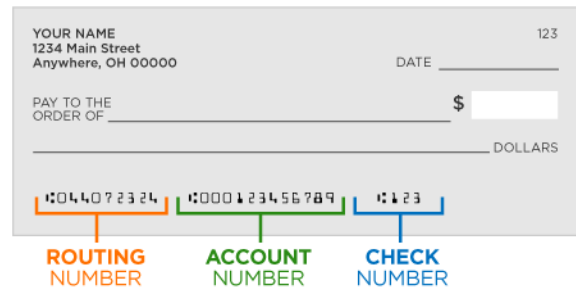 YOUR NAME
123
1234 Main Street
Anywhere, OH 00000
DATE
PAY TO THE
ORDER OF
$
DOLLARS
⑆044072324 ⑆000123456789 ⑆123
ROUTING
NUMBER
ACCOUNT
NUMBER
CHECK
NUMBER